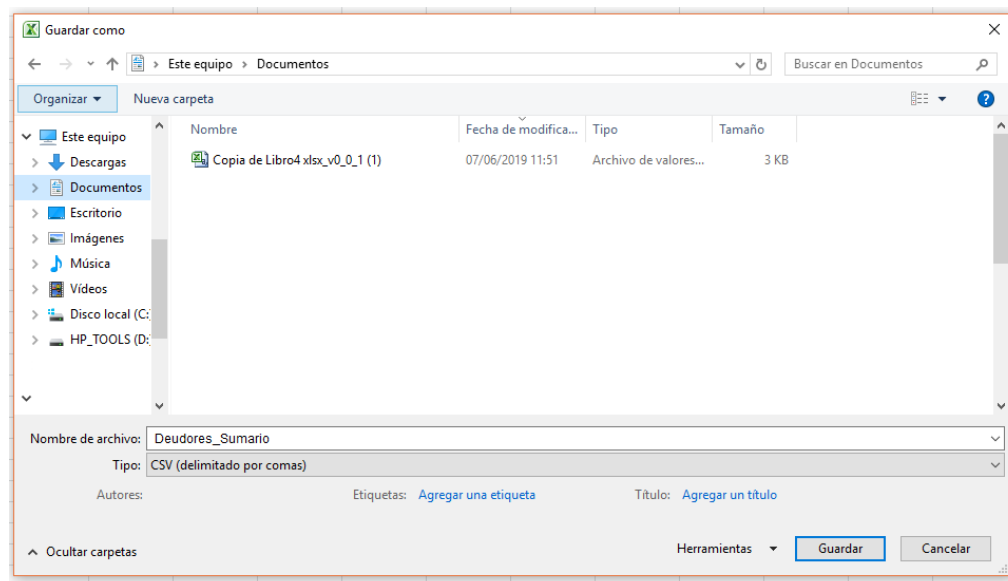 Guardar como
Este equipo > Documentos
Buscar en Documentos
Organizar Nueva carpeta
Nombre Fecha de modifica... Tipo Tamaño
Este equipo
Copia de Libro4 xlsx_v0_0_1 (1) 07/06/2019 11:51 Archivo de valores... 3 KB
Descargas
Documentos
Escritorio
Imágenes
Música
Vídeos
Disco local (C:
HP_TOOLS (D:
Nombre de archivo: Deudores_Sumario
Tipo: CSV (delimitado por comas)
Autores: Etiquetas: Agregar una etiqueta Título: Agregar un título
Ocultar carpetas Herramientas Guardar Cancelar